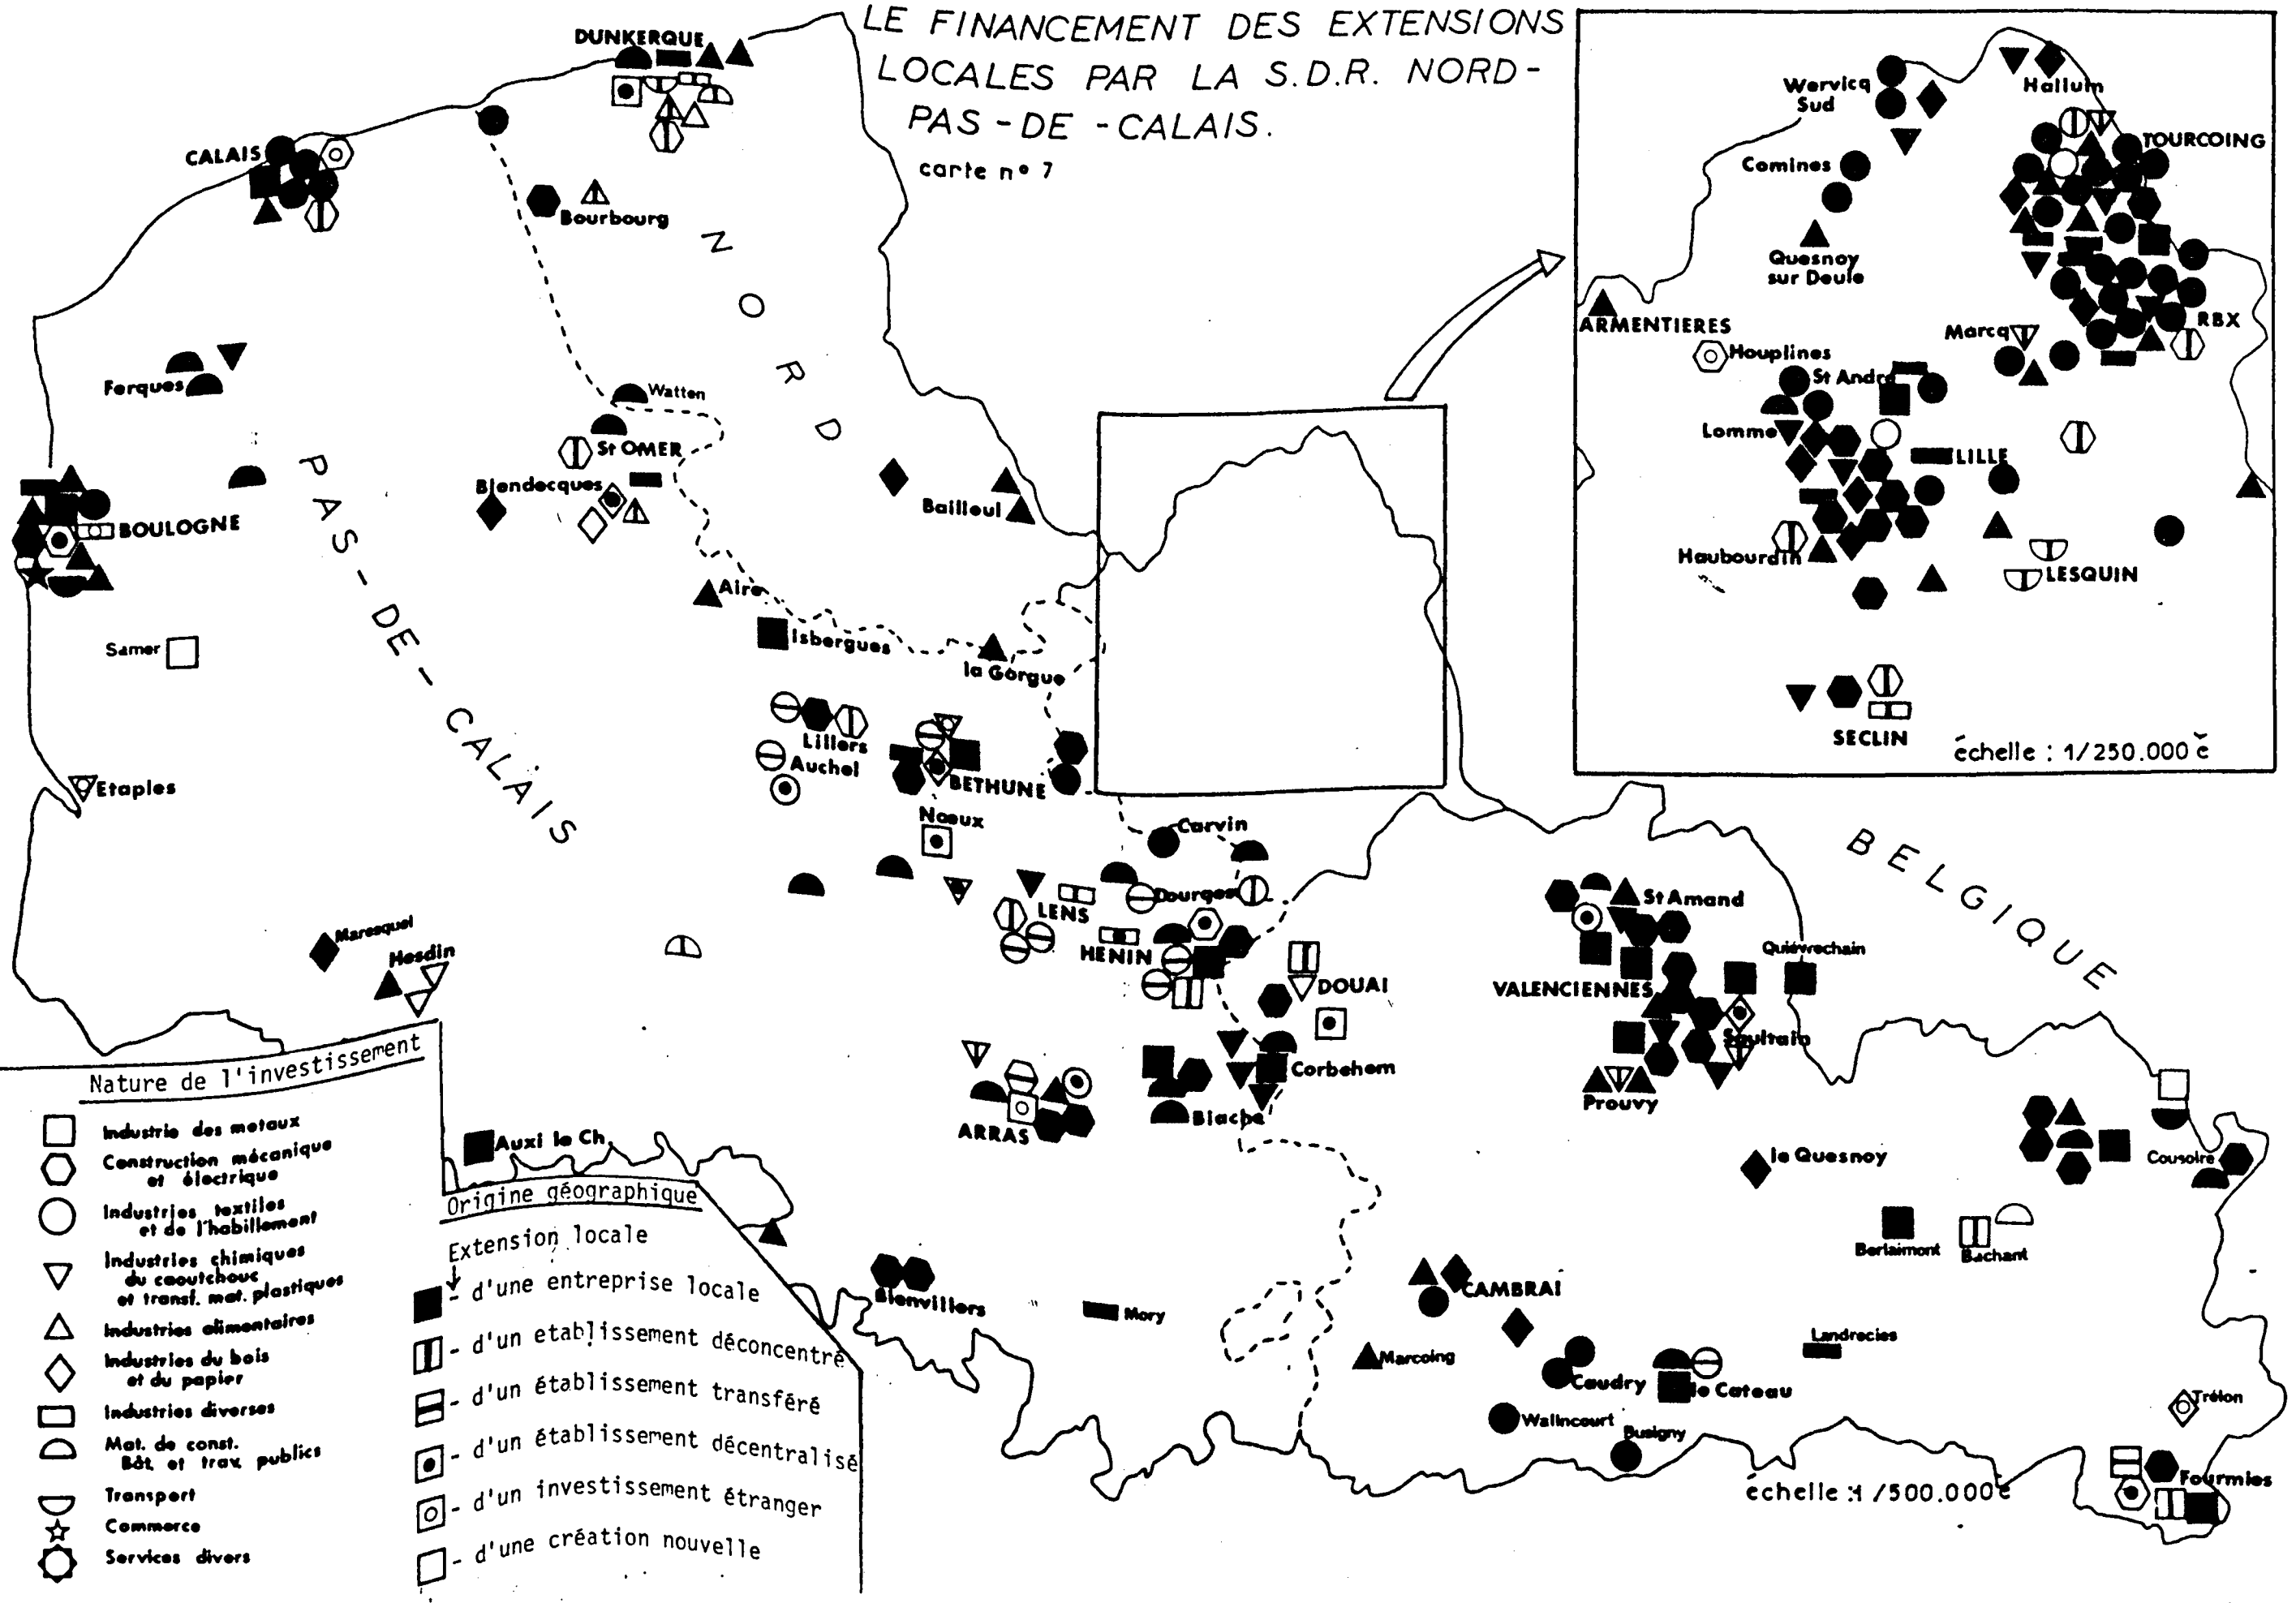 LE FINANCEMENT DES EXTENSIONS
LOCALES PAR LA S.D.R. NORD-
PAS-DE-CALAIS.
carte n° 7
DUNKERQUE
CALAIS
Bourbourg
NORD
Ferques
Watten
St OMER
Blendecques
BOULOGNE
PAS-DE-CALAIS
Bailleul
Aire
Isbergues
la Gorgue
Samer
Lillers
Auchel
BETHUNE
Etaples
Nœux
Carvin
Dourges
LENS
HENIN
Maresquel
Hesdin
DOUAI
Corbehem
Biache
ARRAS
BELGIQUE
St Amand
Quiévrechain
VALENCIENNES
Saultain
Prouvy
le Quesnoy
Cousolre
Berlaimont
Bachant
Auxi le Ch.
Bienvillers
Mory
CAMBRAI
Marcoing
Landrecies
Caudry
le Cateau
Walincourt
Busigny
Trélon
Fourmies
échelle :1/500.000è
Wervicq
Sud
Halluin
TOURCOING
Comines
Quesnoy
sur Deule
ARMENTIERES
Houplines
Marcq
RBX
St André
Lomme
LILLE
Haubourdin
LESQUIN
SECLIN
échelle : 1/250.000è
Nature de l'investissement
Industrie des metaux
Construction mécanique
et électrique
Industries textiles
et de l'habillement
Industries chimiques
du caoutchouc
et transf. mat. plastiques
Industries alimentaires
Industries du bois
et du papier
Industries diverses
Mat. de const.
Bât. et trav. publics
Transport
Commerce
Services divers
Origine géographique
Extension locale
- d'une entreprise locale
- d'un etablissement déconcentré
- d'un établissement transféré
- d'un établissement décentralisé
- d'un investissement étranger
- d'une création nouvelle